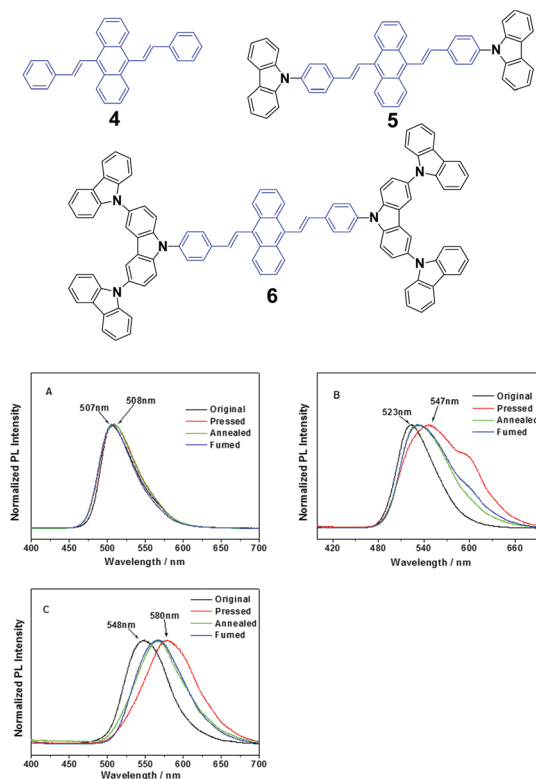 4
N
N
5
N
N
N
N
N
N
6
A
507nm 508nm
Original
Pressed
Annealed
Fumed
Normalized PL Intensity
400 450 500 550 600 650 700
Wavelength / nm
B
523nm 547nm
Original
Pressed
Annealed
Fumed
Normalized PL Intensity
420 480 540 600 660
Wavelength / nm
C
548nm 580nm
Original
Pressed
Annealed
Fumed
Normalized PL Intensity
400 450 500 550 600 650 700
Wavelength / nm